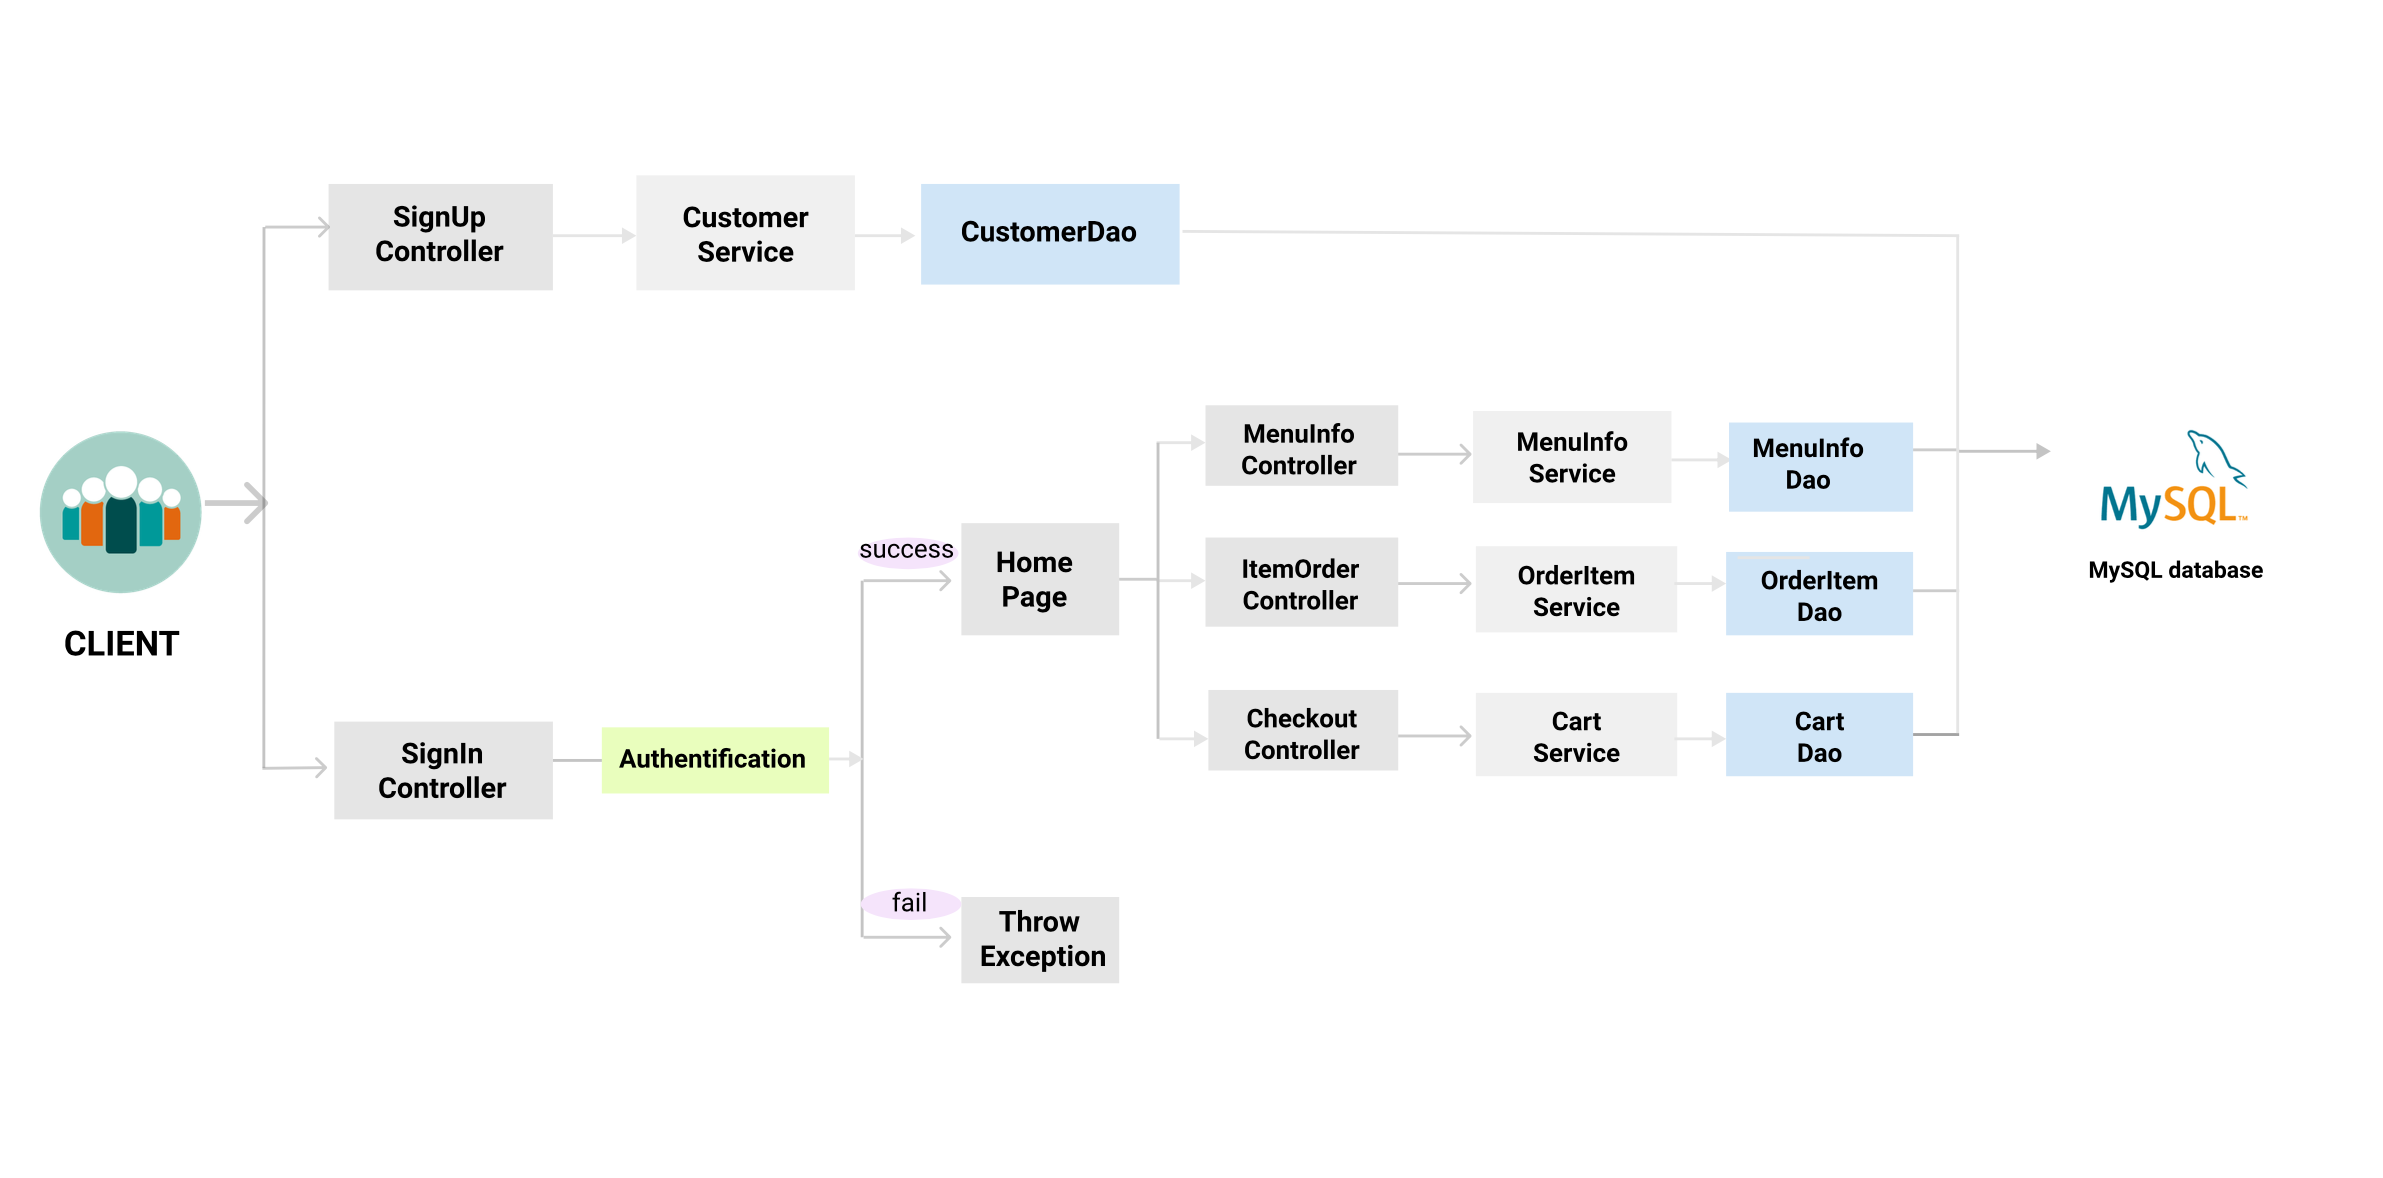 SignUp
Controller
Customer
Service
CustomerDao
CLIENT
SignIn
Controller
Authentification
success
fail
Home
Page
Throw
Exception
MenuInfo
Controller
MenuInfo
Service
MenuInfo
Dao
ItemOrder
Controller
OrderItem
Service
OrderItem
Dao
Checkout
Controller
Cart
Service
Cart
Dao
MySQL™
MySQL database